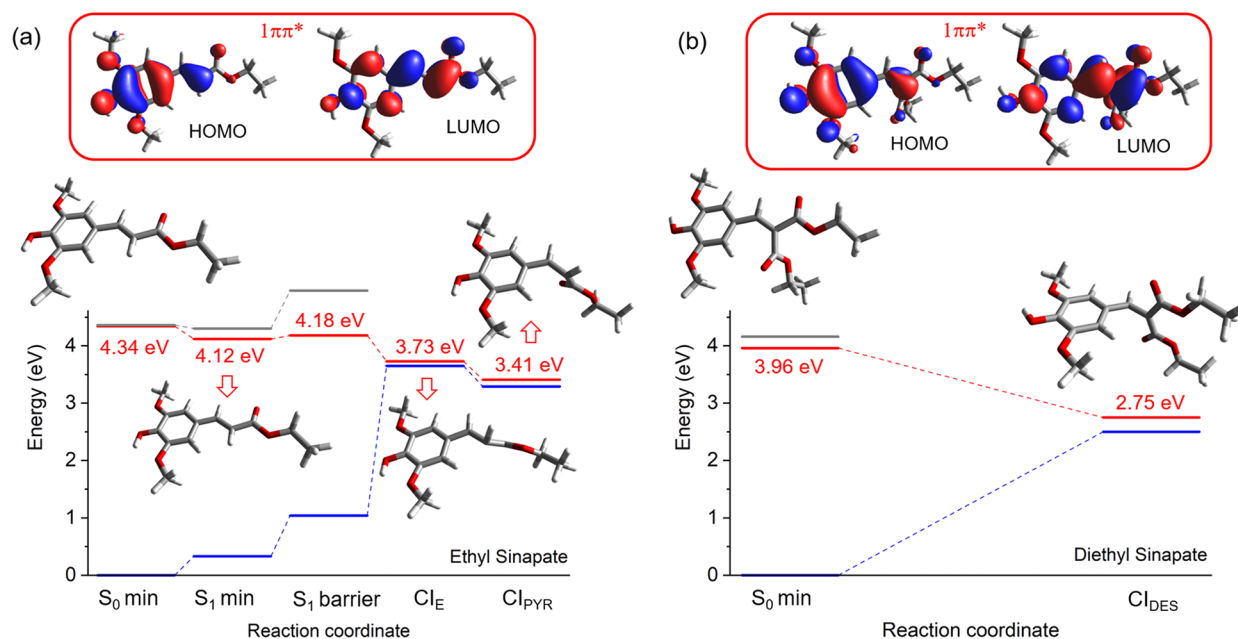 (a)
1ππ*
HOMO
LUMO
Energy (eV)
4
3
2
1
0
4.34 eV
4.12 eV
4.18 eV
3.73 eV
3.41 eV
Ethyl Sinapate
S₀ min
S₁ min
S₁ barrier
CI_E
CI_PYR
Reaction coordinate
(b)
1ππ*
HOMO
LUMO
Energy (eV)
4
3
2
1
0
3.96 eV
2.75 eV
Diethyl Sinapate
S₀ min
CI_DES
Reaction coordinate